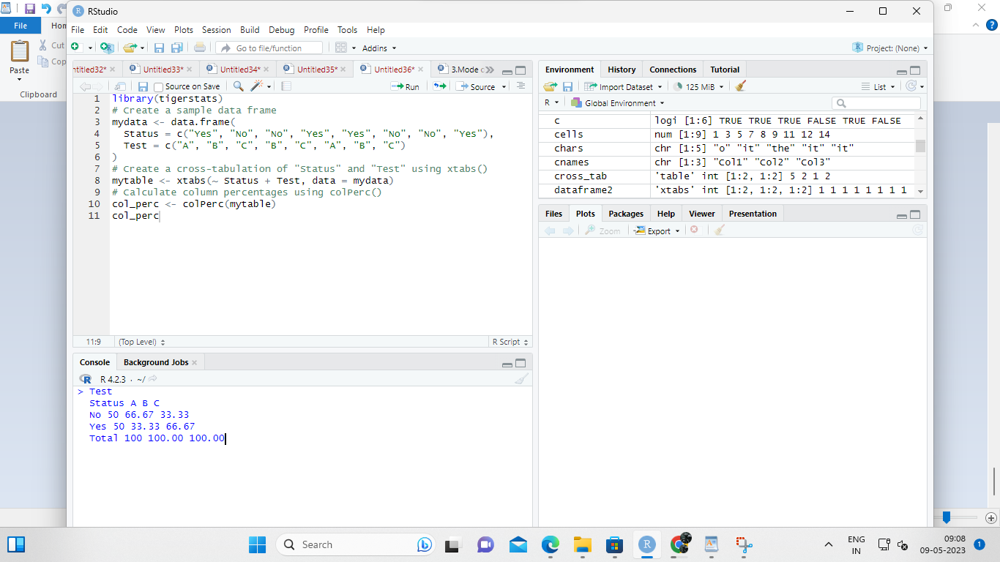 RStudio
File
Hon
File Edit Code View Plots Session Build Debug Profile Tools Help
Paste
Cut
Cop
Clipboard
Go to file/function
Addins
Project: (None)
ntitled32*
Untitled33*
Untitled34*
Untitled35*
Untitled36*
3.Mode c
Source on Save
Run
Source
1 library(tigerstats)
2 # Create a sample data frame
3 mydata <- data.frame(
4 Status = c("Yes", "No", "No", "Yes", "Yes", "No", "No", "Yes"),
5 Test = c("A", "B", "C", "B", "C", "A", "B", "C")
6 )
7 # Create a cross-tabulation of "Status" and "Test" using xtabs()
8 mytable <- xtabs(~ Status + Test, data = mydata)
9 # Calculate column percentages using colPerc()
10 col_perc <- colPerc(mytable)
11 col_perc
11:9
(Top Level)
R Script
Console
Background Jobs
R 4.2.3 · ~/
> Test
Status A B C
No 50 66.67 33.33
Yes 50 33.33 66.67
Total 100 100.00 100.00
Environment
History
Connections
Tutorial
Import Dataset
125 MiB
List
R
Global Environment
c logi [1:6] TRUE TRUE TRUE FALSE TRUE FALSE
cells num [1:9] 1 3 5 7 8 9 11 12 14
chars chr [1:5] "o" "it" "the" "it" "it"
cnames chr [1:3] "Col1" "Col2" "Col3"
cross_tab 'table' int [1:2, 1:2] 5 2 1 2
dataframe2 'xtabs' int [1:2, 1:2, 1:2] 1 1 1 1 1 1 1 1
Files
Plots
Packages
Help
Viewer
Presentation
Zoom
Export
Search
ENG
IN
09:08
09-05-2023
1